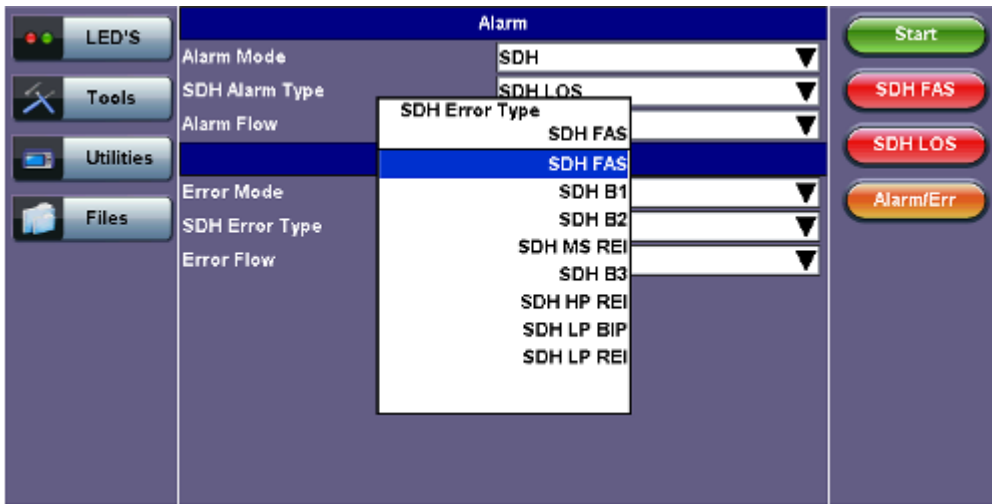 LED'S
Tools
Utilities
Files
Alarm
Alarm Mode SDH
SDH Alarm Type SDH LOS
Alarm Flow
Error Mode
SDH Error Type
Error Flow
SDH Error Type
SDH FAS
SDH FAS
SDH B1
SDH B2
SDH MS REI
SDH B3
SDH HP REI
SDH LP BIP
SDH LP REI
Start
SDH FAS
SDH LOS
Alarm/Err